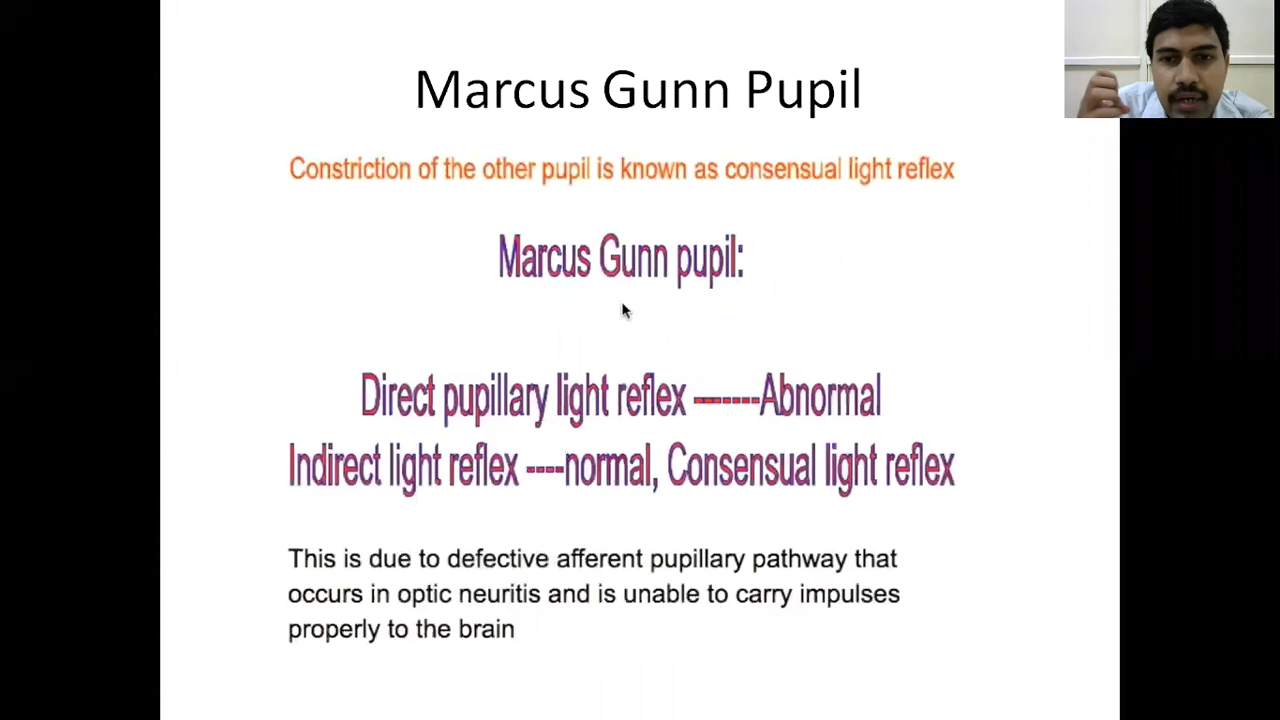 Marcus Gunn Pupil
Constriction of the other pupil is known as consensual light reflex
Marcus Gunn pupil:
Direct pupillary light reflex -------Abnormal
Indirect light reflex ----normal, Consensual light reflex
This is due to defective afferent pupillary pathway that
occurs in optic neuritis and is unable to carry impulses
properly to the brain